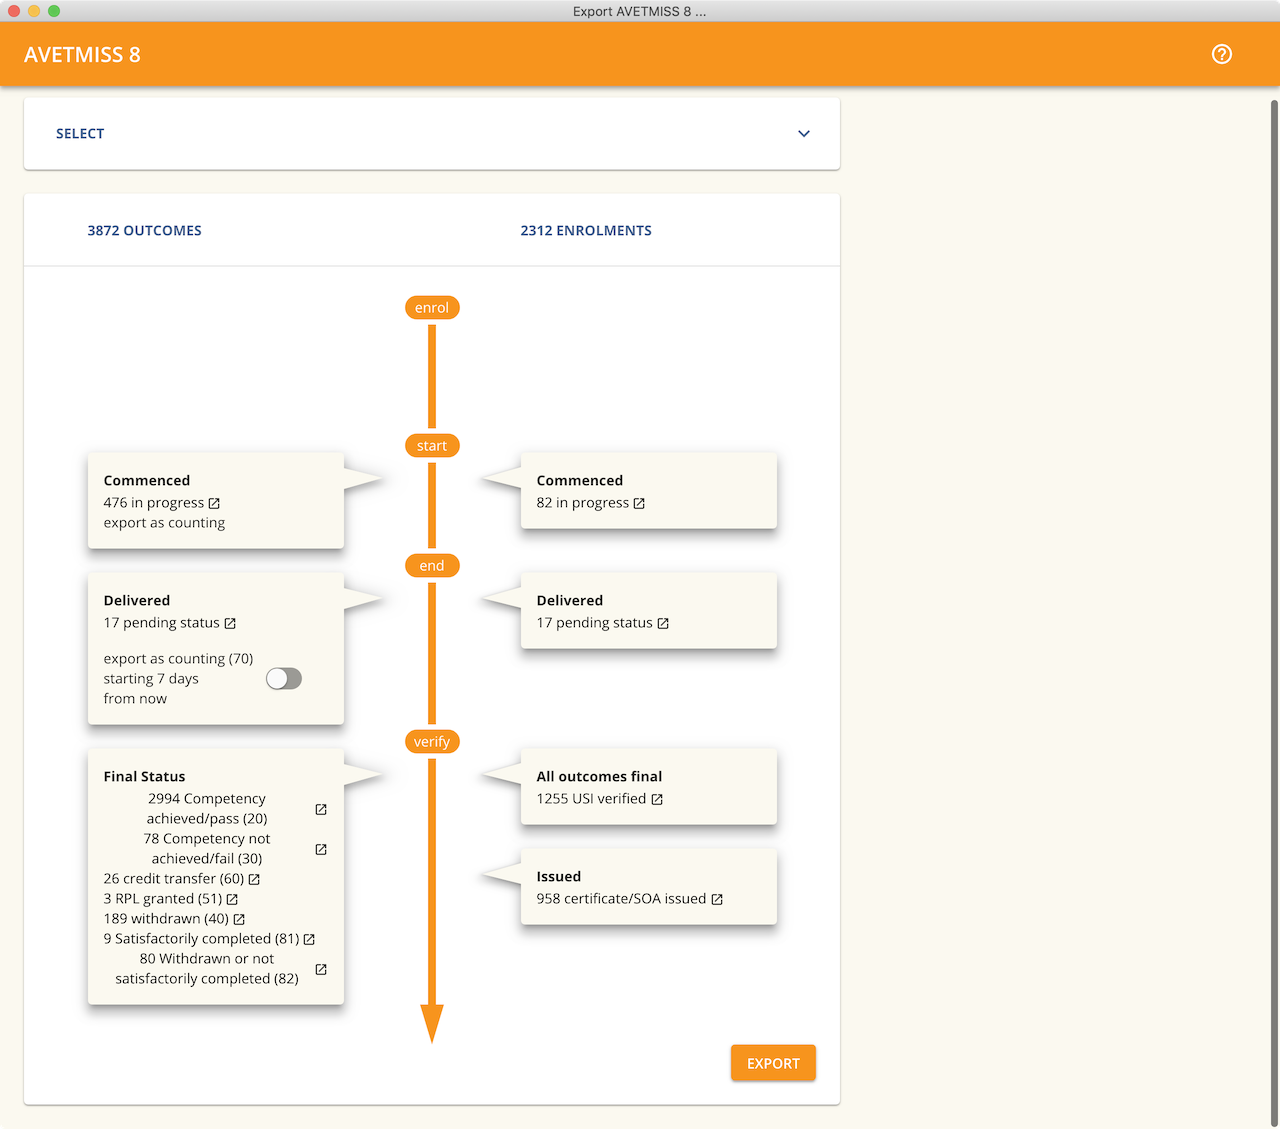 Export AVETMISS 8 ...
AVETMISS 8
SELECT
3872 OUTCOMES
2312 ENROLMENTS
enrol
start
Commenced
476 in progress
export as counting
Commenced
82 in progress
end
Delivered
17 pending status
export as counting (70)
starting 7 days
from now
Delivered
17 pending status
verify
Final Status
2994 Competency
achieved/pass (20)
78 Competency not
achieved/fail (30)
26 credit transfer (60)
3 RPL granted (51)
189 withdrawn (40)
9 Satisfactorily completed (81)
80 Withdrawn or not
satisfactorily completed (82)
All outcomes final
1255 USI verified
Issued
958 certificate/SOA issued
EXPORT